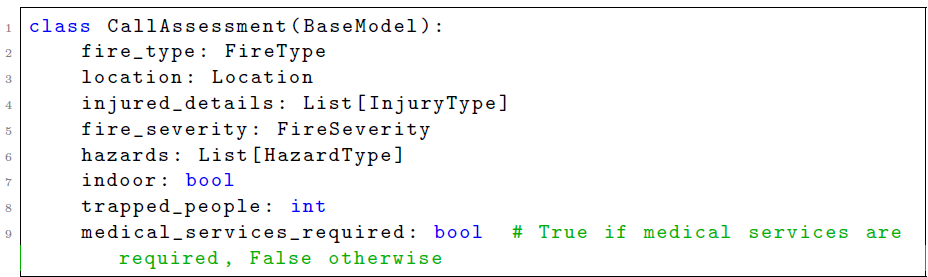 1 class CallAssessment(BaseModel):
2     fire_type: FireType
3     location: Location
4     injured_details: List[InjuryType]
5     fire_severity: FireSeverity
6     hazards: List[HazardType]
7     indoor: bool
8     trapped_people: int
9     medical_services_required: bool  # True if medical services are
        required, False otherwise